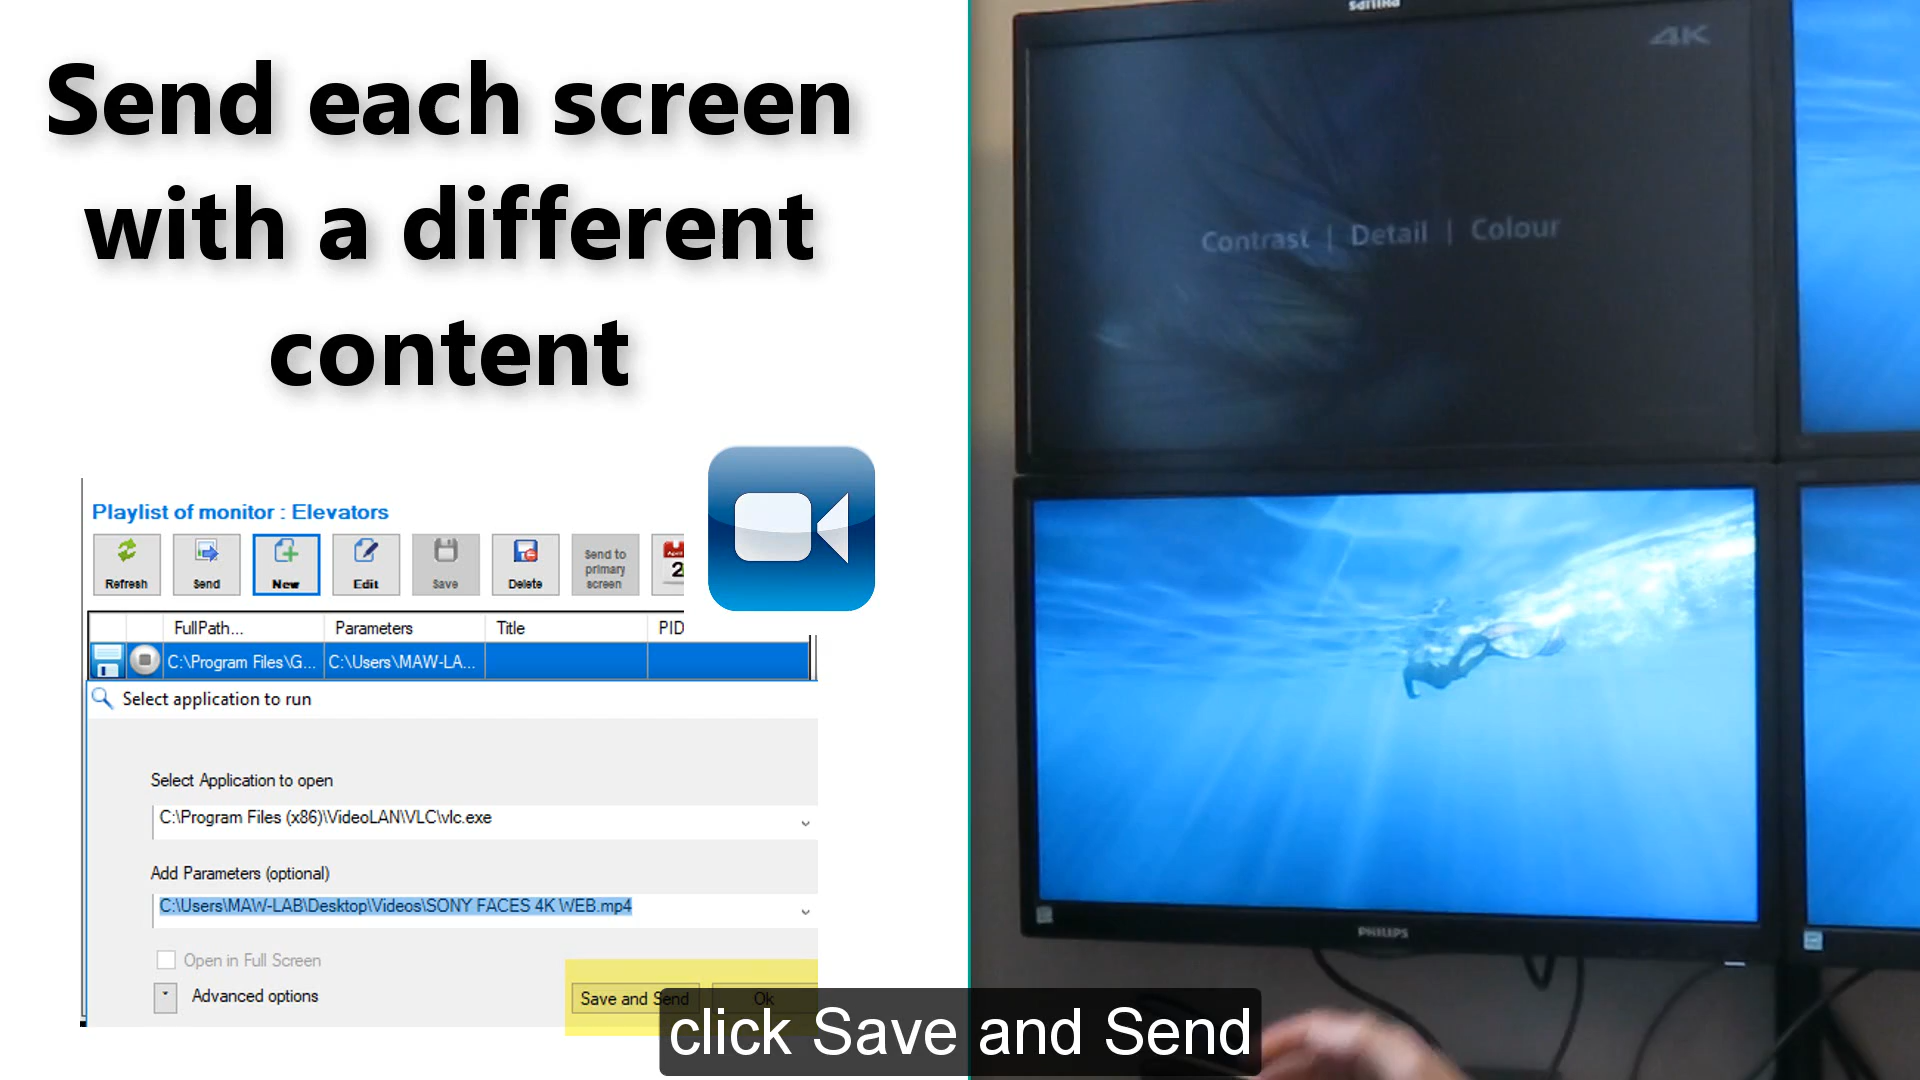 Send each screen
with a different
content
Playlist of monitor : Elevators
Refresh
Send
New
Edit
Save
Delete
Send to
primary
screen
April
2
FullPath...
Parameters
Title
PID
C:\Program Files\G...
C:\Users\MAW-LA...
Select application to run
Select Application to open
C:\Program Files (x86)\VideoLAN\VLC\vlc.exe
Add Parameters (optional)
C:\Users\MAW-LAB\Desktop\Videos\SONY FACES 4K WEB.mp4
Open in Full Screen
Advanced options
Save and Send
Ok
click Save and Send
PHILIPS
4K
Contrast | Detail | Colour
PHILIPS